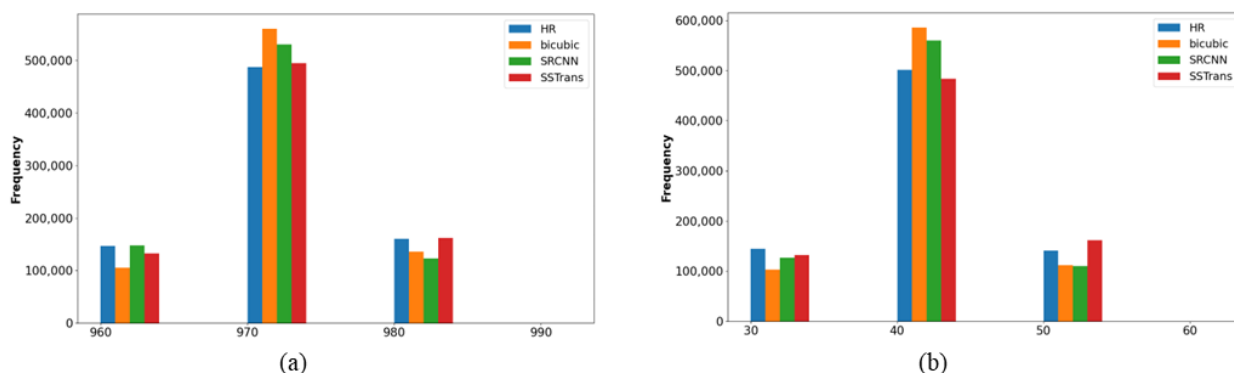 HR
bicubic
SRCNN
SSTrans
500,000
400,000
300,000
200,000
100,000
0
Frequency
960 970 980 990
(a)
600,000
500,000
400,000
300,000
200,000
100,000
0
Frequency
HR
bicubic
SRCNN
SSTrans
30 40 50 60
(b)